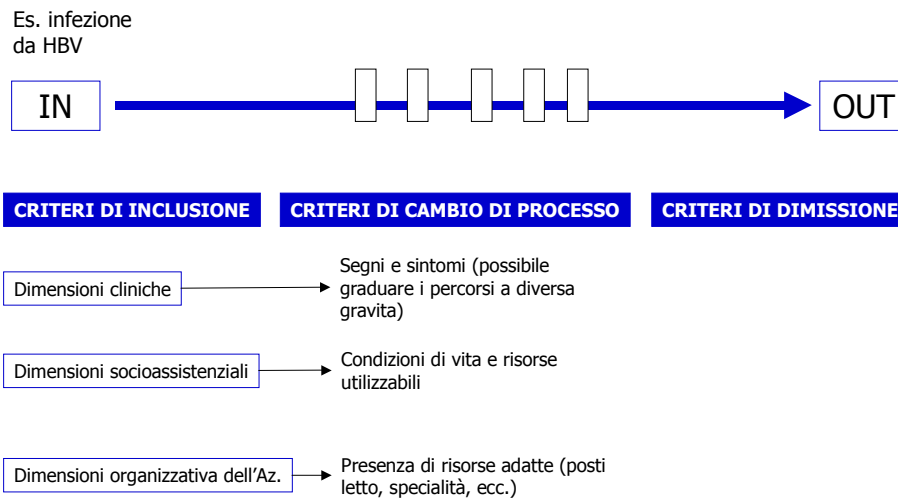 Es. infezione
da HBV
IN
OUT
CRITERI DI INCLUSIONE
CRITERI DI CAMBIO DI PROCESSO
CRITERI DI DIMISSIONE
Dimensioni cliniche
Segni e sintomi (possibile
graduare i percorsi a diversa
gravita)
Dimensioni socioassistenziali
Condizioni di vita e risorse
utilizzabili
Dimensioni organizzativa dell'Az.
Presenza di risorse adatte (posti
letto, specialità, ecc.)